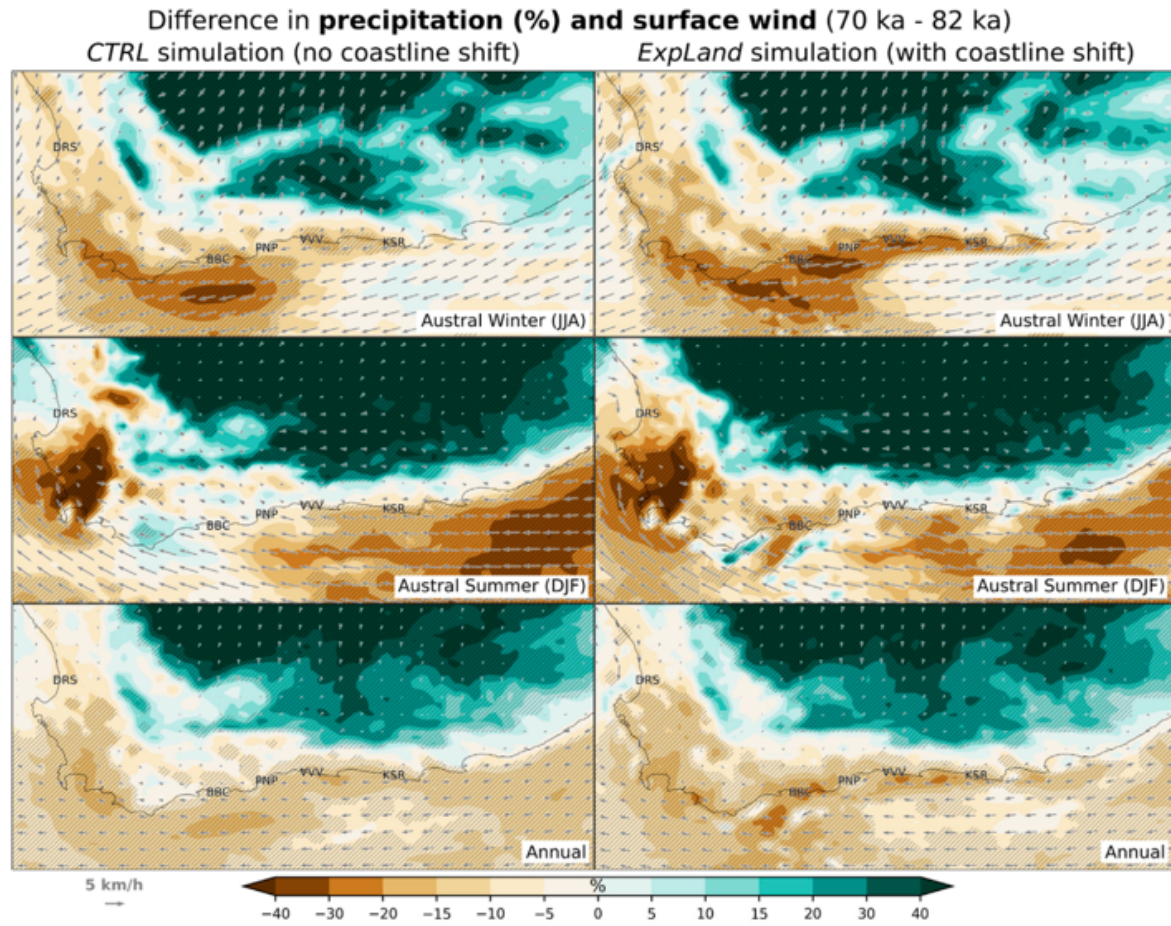 Difference in precipitation (%) and surface wind (70 ka - 82 ka)
CTRL simulation (no coastline shift)
ExpLand simulation (with coastline shift)
DRS
BBC
PNP
VVV
KSR
Austral Winter (JJA)
DRS
BBC
PNP
VVV
KSR
Austral Winter (JJA)
DRS
BBC
PNP
VVV
KSR
Austral Summer (DJF)
DRS
BBC
PNP
VVV
KSR
Austral Summer (DJF)
DRS
BBC
PNP
VVV
KSR
Annual
DRS
BBC
PNP
VVV
KSR
Annual
5 km/h
%
−40 −30 −20 −15 −10 −5 0 5 10 15 20 30 40